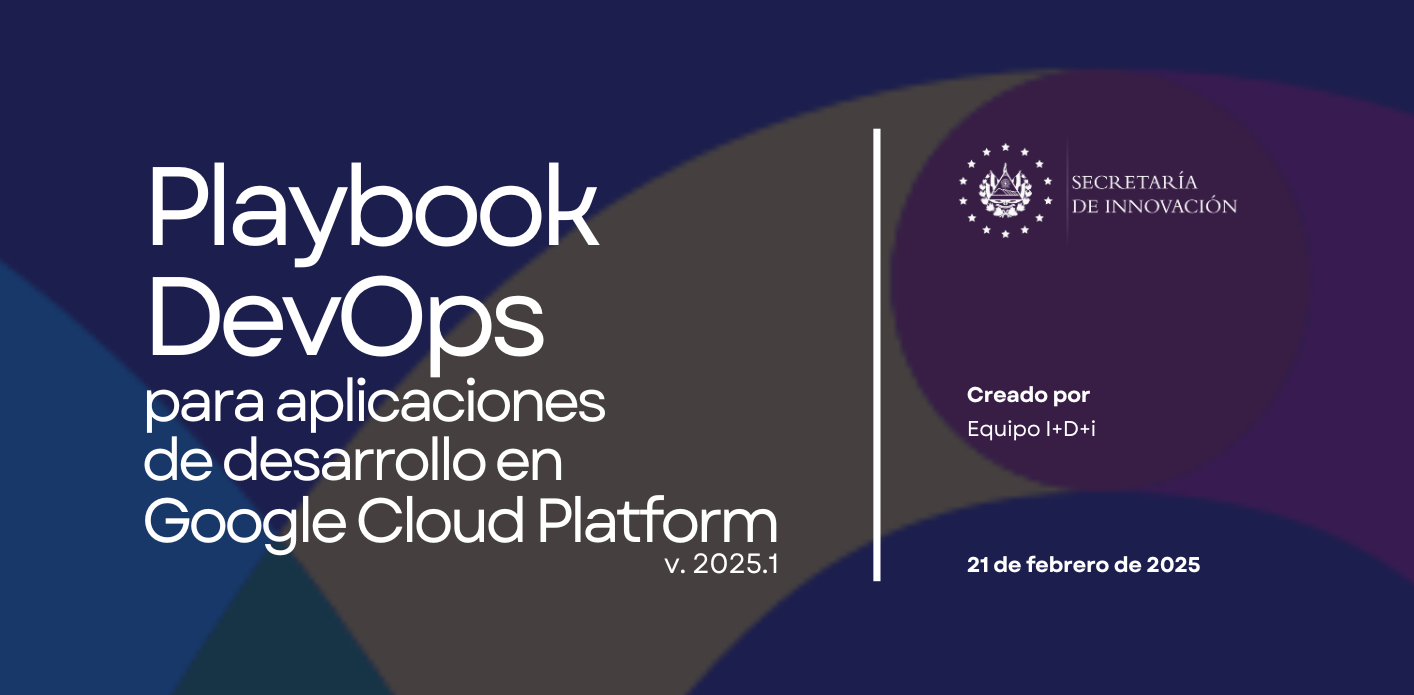 Playbook
DevOps
para aplicaciones
de desarrollo en
Google Cloud Platform
v. 2025.1
SECRETARÍA
DE INNOVACIÓN
Creado por
Equipo I+D+i
21 de febrero de 2025